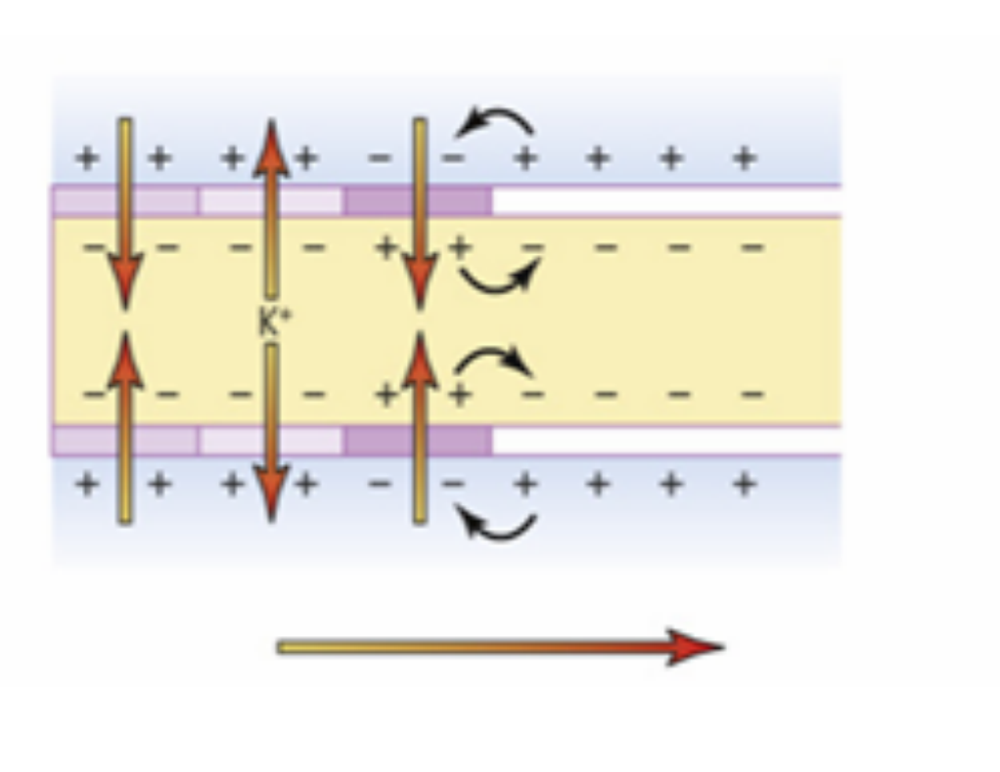 + + + + − − + + + +
− − − − + + − − − −
K⁺
− − − − + + − − − −
+ + + + − − + + + +